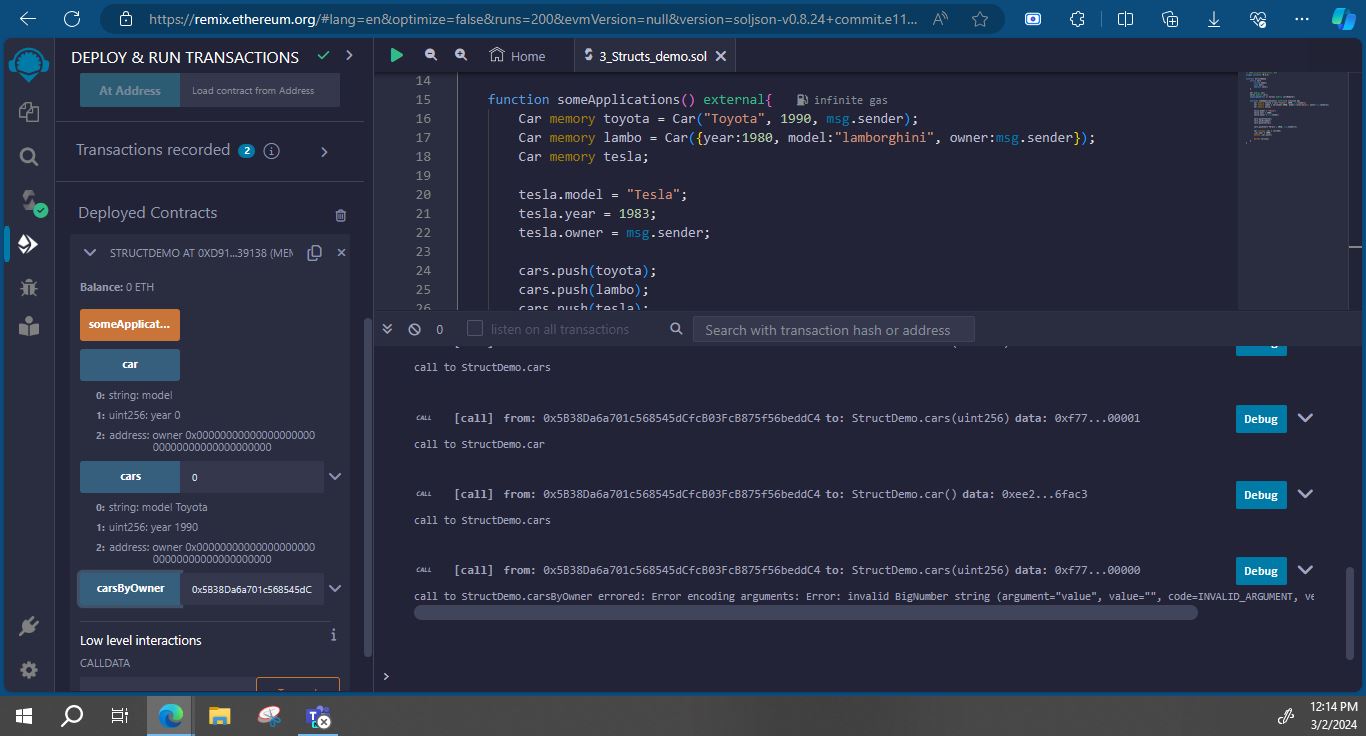 https://remix.ethereum.org/#lang=en&optimize=false&runs=200&evmVersion=null&version=soljson-v0.8.24+commit.e11...
DEPLOY & RUN TRANSACTIONS
Home
3_Structs_demo.sol
At Address
Load contract from Address
Transactions recorded 2 i
Deployed Contracts
STRUCTDEMO AT 0XD91...39138 (MEM
Balance: 0 ETH
someApplicat...
car
0: string: model
1: uint256: year 0
2: address: owner 0x00000000000000000000
00000000000000000000
cars
0
0: string: model Toyota
1: uint256: year 1990
2: address: owner 0x00000000000000000000
00000000000000000000
carsByOwner
0x5B38Da6a701c568545dC
Low level interactions
i
CALLDATA
14
15 function someApplications() external{ infinite gas
16 Car memory toyota = Car("Toyota", 1990, msg.sender);
17 Car memory lambo = Car({year:1980, model:"lamborghini", owner:msg.sender});
18 Car memory tesla;
19
20 tesla.model = "Tesla";
21 tesla.year = 1983;
22 tesla.owner = msg.sender;
23
24 cars.push(toyota);
25 cars.push(lambo);
26 cars.push(tesla);
0
listen on all transactions
Search with transaction hash or address
call to StructDemo.cars
CALL [call] from: 0x5B38Da6a701c568545dCfcB03FcB875f56beddC4 to: StructDemo.cars(uint256) data: 0xf77...00001
Debug
call to StructDemo.car
CALL [call] from: 0x5B38Da6a701c568545dCfcB03FcB875f56beddC4 to: StructDemo.car() data: 0xee2...6fac3
Debug
call to StructDemo.cars
CALL [call] from: 0x5B38Da6a701c568545dCfcB03FcB875f56beddC4 to: StructDemo.cars(uint256) data: 0xf77...00000
Debug
call to StructDemo.carsByOwner errored: Error encoding arguments: Error: invalid BigNumber string (argument="value", value="", code=INVALID_ARGUMENT, ve
>
12:14 PM
3/2/2024